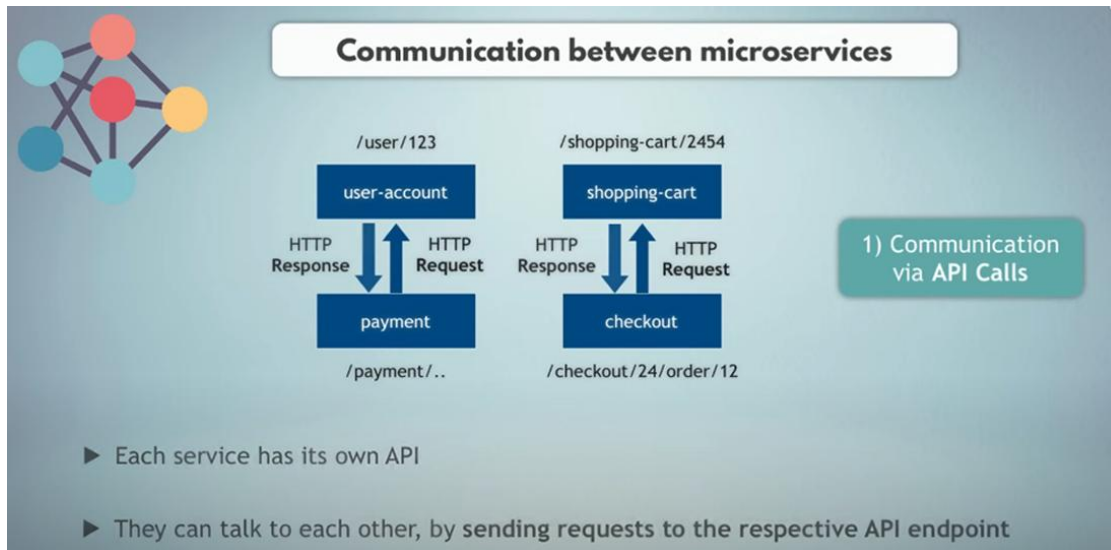 Communication between microservices
/user/123
/shopping-cart/2454
user-account
shopping-cart
HTTP
Response
HTTP
Request
HTTP
Response
HTTP
Request
1) Communication
via API Calls
payment
checkout
/payment/..
/checkout/24/order/12
► Each service has its own API
► They can talk to each other, by sending requests to the respective API endpoint